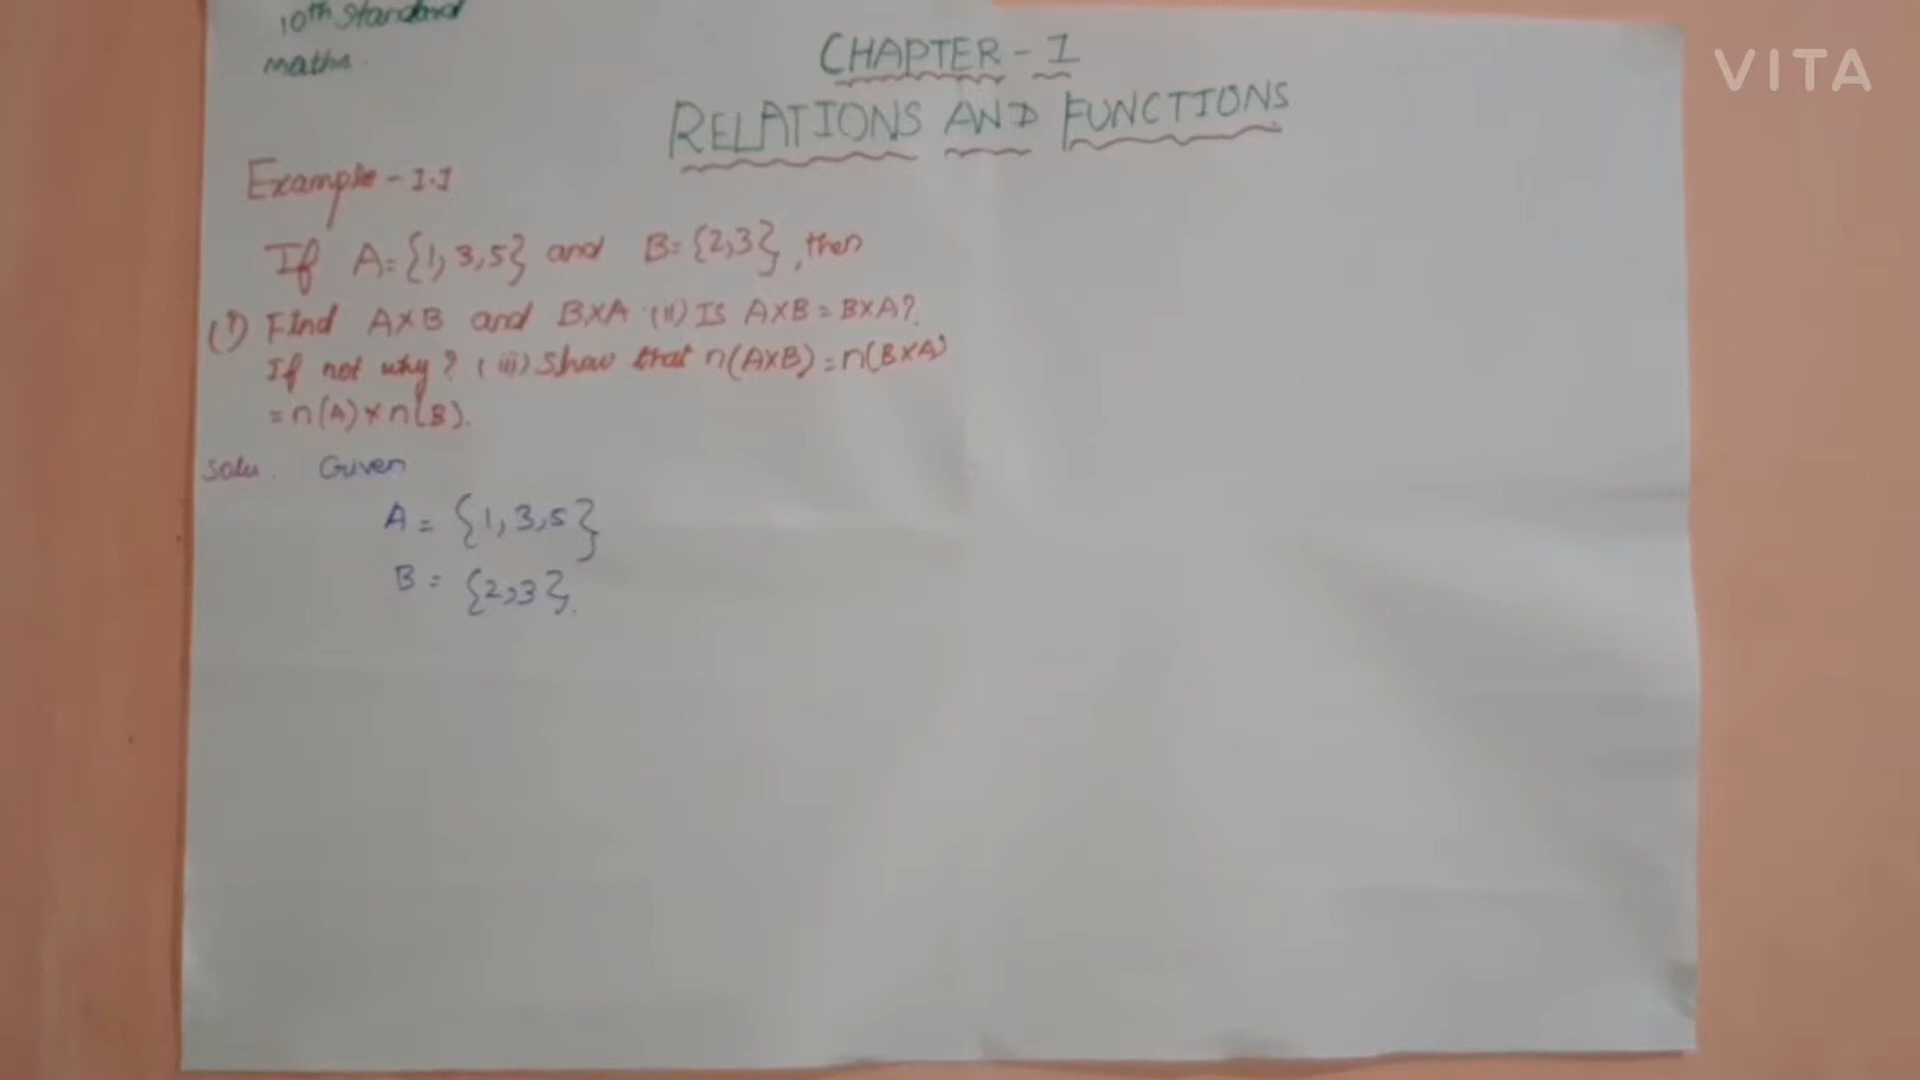 10th Standard
maths.
CHAPTER - I
RELATIONS AND FUNCTIONS
VITA
Example - 1.1
If A = {1, 3, 5} and B = {2, 3}, then
(i) Find A×B and B×A (ii) Is A×B = B×A?
If not why? (iii) Show that n(A×B) = n(B×A)
= n(A) × n(B).
Solu. Given
A = {1, 3, 5}
B = {2, 3}.